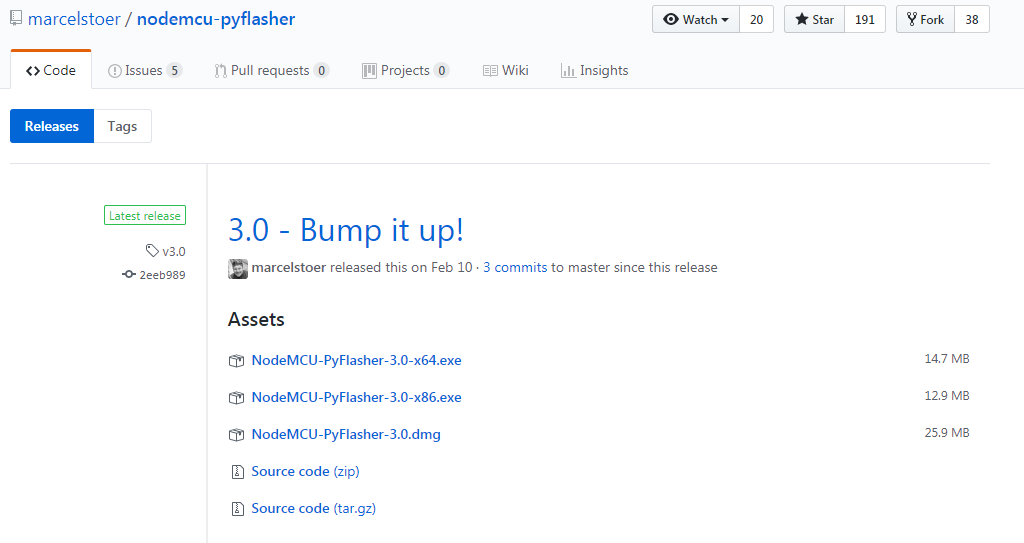 marcelstoer / nodemcu-pyflasher Watch 20 Star 191 Fork 38
Code Issues 5 Pull requests 0 Projects 0 Wiki Insights
Releases Tags
Latest release
v3.0
2eeb989
3.0 - Bump it up!
marcelstoer released this on Feb 10 · 3 commits to master since this release
Assets
NodeMCU-PyFlasher-3.0-x64.exe 14.7 MB
NodeMCU-PyFlasher-3.0-x86.exe 12.9 MB
NodeMCU-PyFlasher-3.0.dmg 25.9 MB
Source code (zip)
Source code (tar.gz)